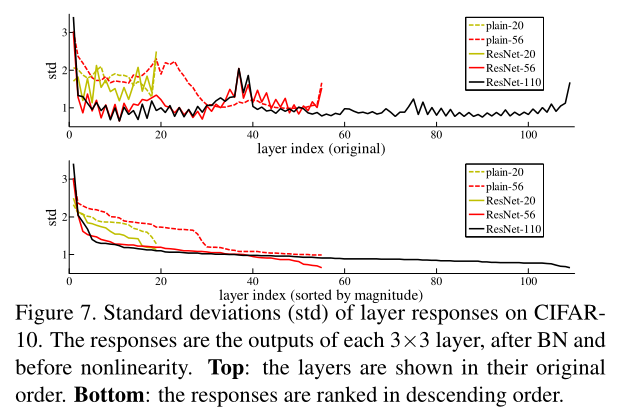 3
2
1
std
0 20 40 60 80 100
layer index (original)
plain-20
plain-56
ResNet-20
ResNet-56
ResNet-110
3
2
1
std
0 20 40 60 80 100
layer index (sorted by magnitude)
plain-20
plain-56
ResNet-20
ResNet-56
ResNet-110
Figure 7. Standard deviations (std) of layer responses on CIFAR-
10. The responses are the outputs of each 3×3 layer, after BN and
before nonlinearity. Top: the layers are shown in their original
order. Bottom: the responses are ranked in descending order.